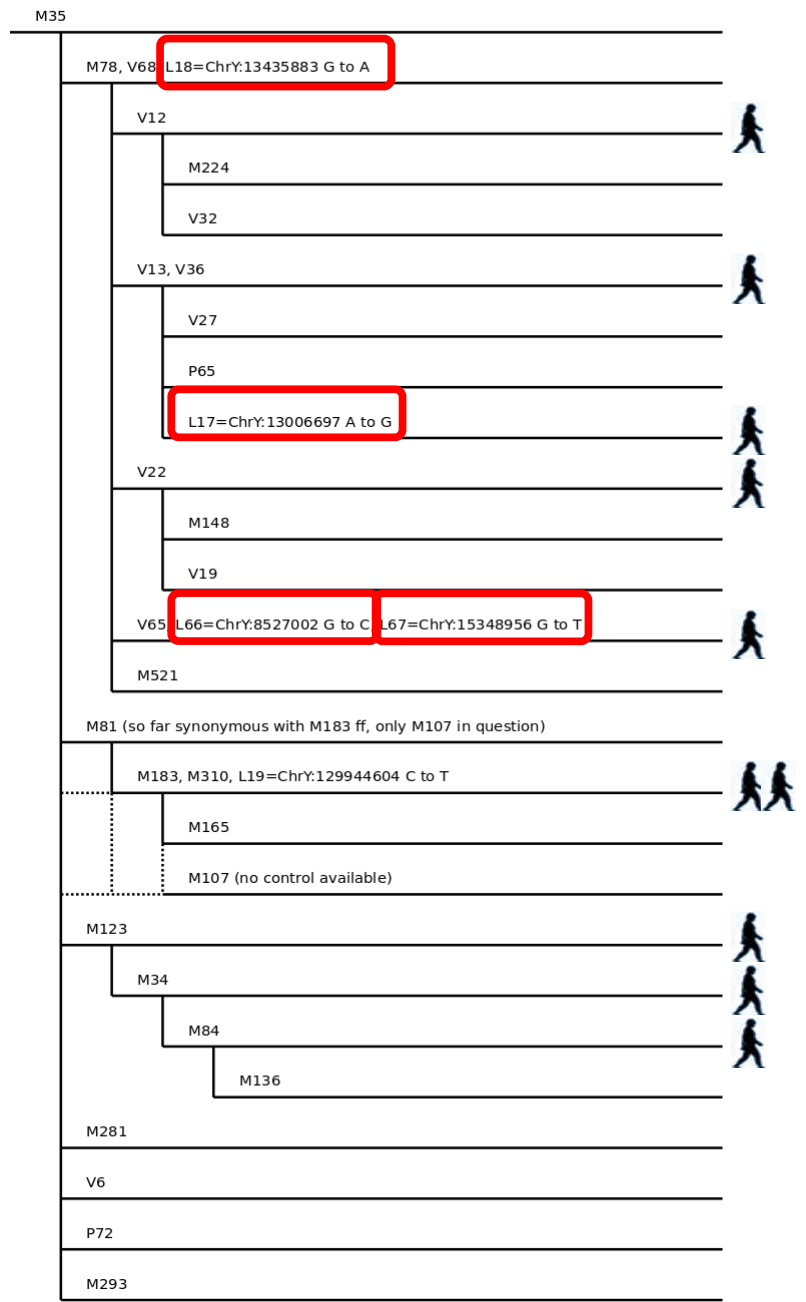 M35
M78, V68 L18=ChrY:13435883 G to A
V12
M224
V32
V13, V36
V27
P65
L17=ChrY:13006697 A to G
V22
M148
V19
V65 L66=ChrY:8527002 G to C L67=ChrY:15348956 G to T
M521
M81 (so far synonymous with M183 ff, only M107 in question)
M183, M310, L19=ChrY:129944604 C to T
M165
M107 (no control available)
M123
M34
M84
M136
M281
V6
P72
M293